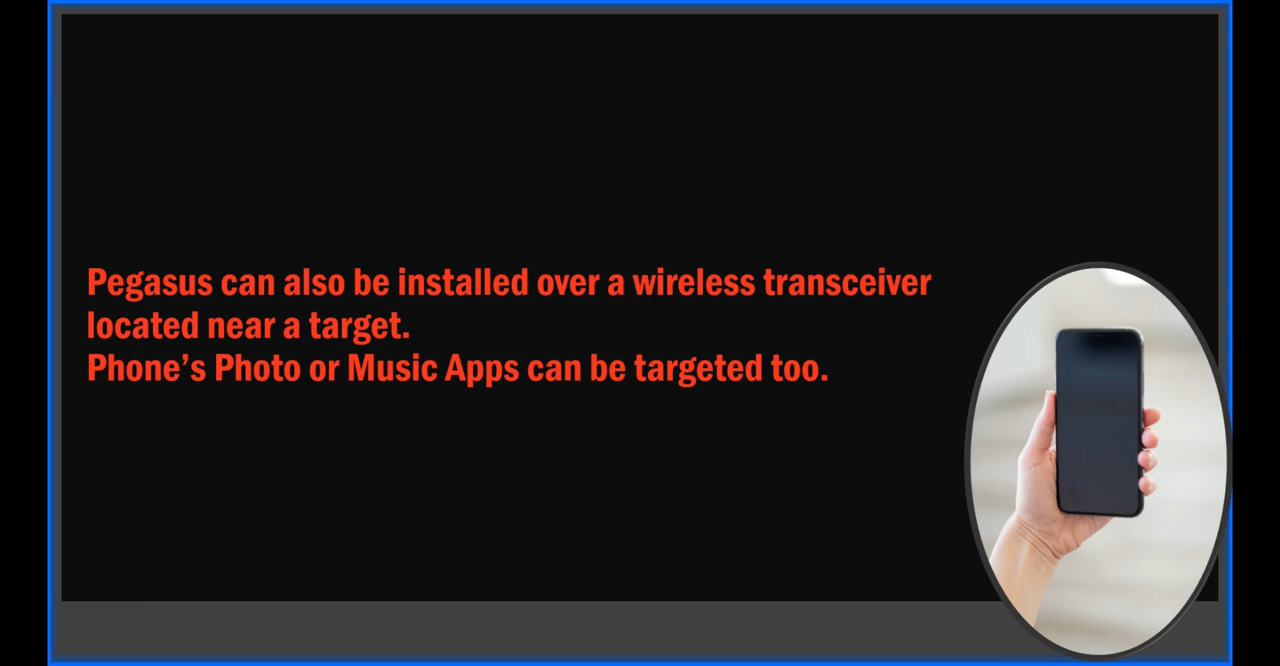 Pegasus can also be installed over a wireless transceiver
located near a target.
Phone’s Photo or Music Apps can be targeted too.